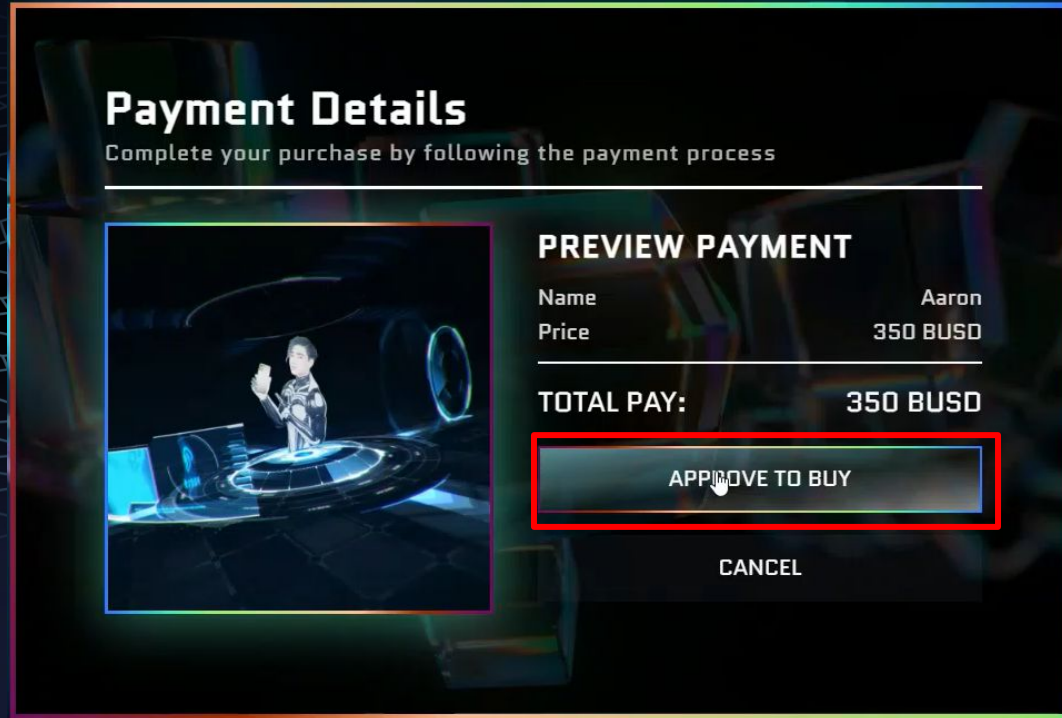 Payment Details
Complete your purchase by following the payment process
PREVIEW PAYMENT
Name Aaron
Price 350 BUSD
TOTAL PAY: 350 BUSD
APPROVE TO BUY
CANCEL